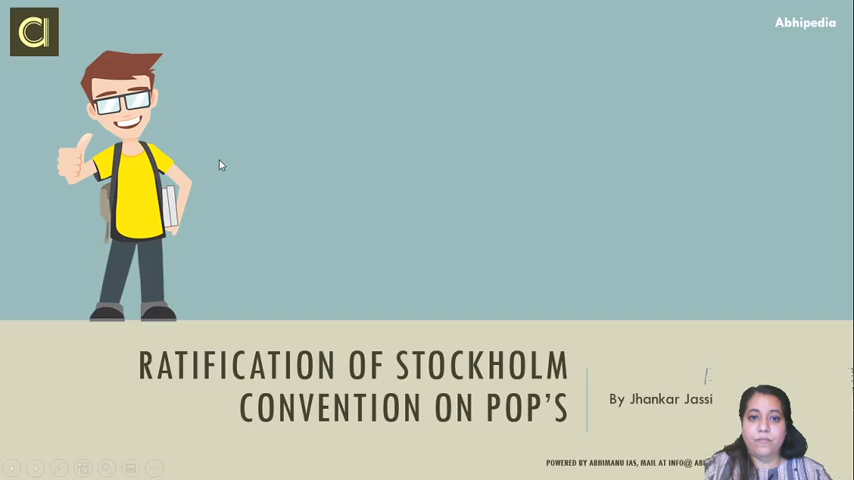 Abhipedia
RATIFICATION OF STOCKHOLM
CONVENTION ON POP'S
By Jhankar Jassi
POWERED BY ABHIMANU IAS, MAIL AT INFO@